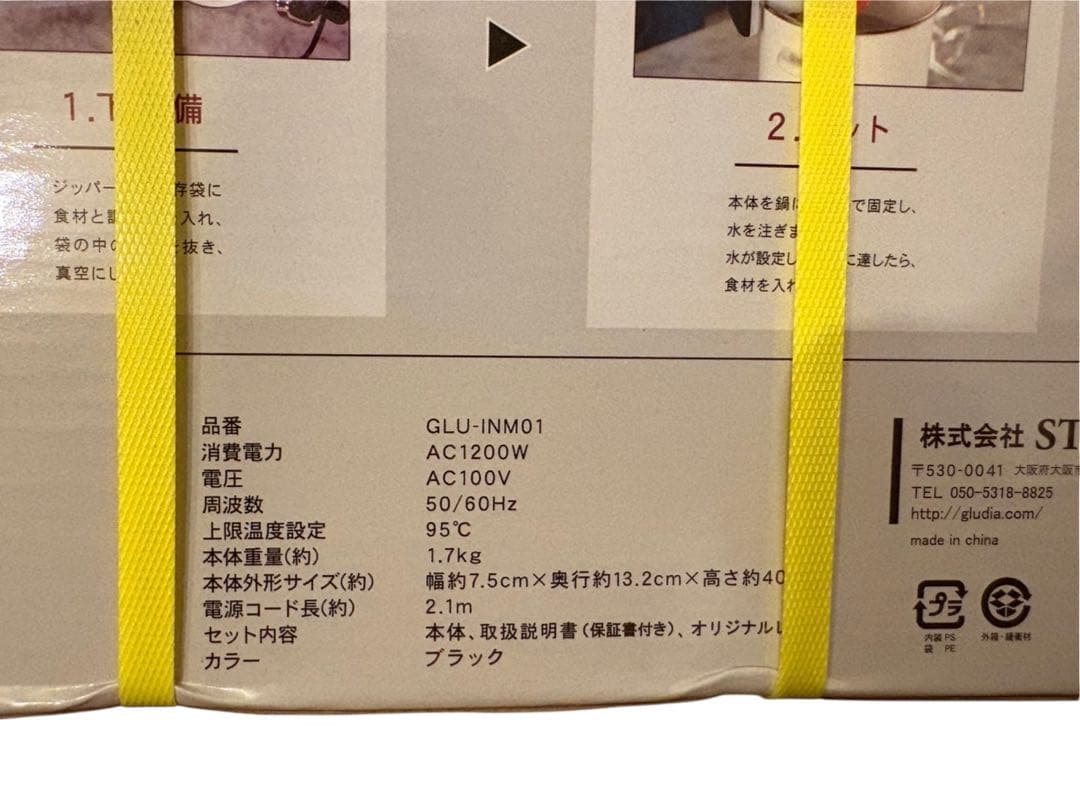 1.下 備
ジッパー 存袋に
食材と 入れ、
袋の中の を抜き、
真空にし
2. ット
本体を鍋に で固定し、
水を注ぎま
水が設定し に達したら、
食材を入れ
品番 GLU-INM01
消費電力 AC1200W
電圧 AC100V
周波数 50/60Hz
上限温度設定 95℃
本体重量(約) 1.7kg
本体外形サイズ(約) 幅約7.5cm×奥行約13.2cm×高さ約40
電源コード長(約) 2.1m
セット内容 本体、取扱説明書(保証書付き)、オリジナルレ
カラー ブラック
株式会社 ST
〒530-0041 大阪府大阪市
TEL 050-5318-8825
http://gludia.com/
made in china
プラ
内装 PS
袋 PE
外箱・緩衝材